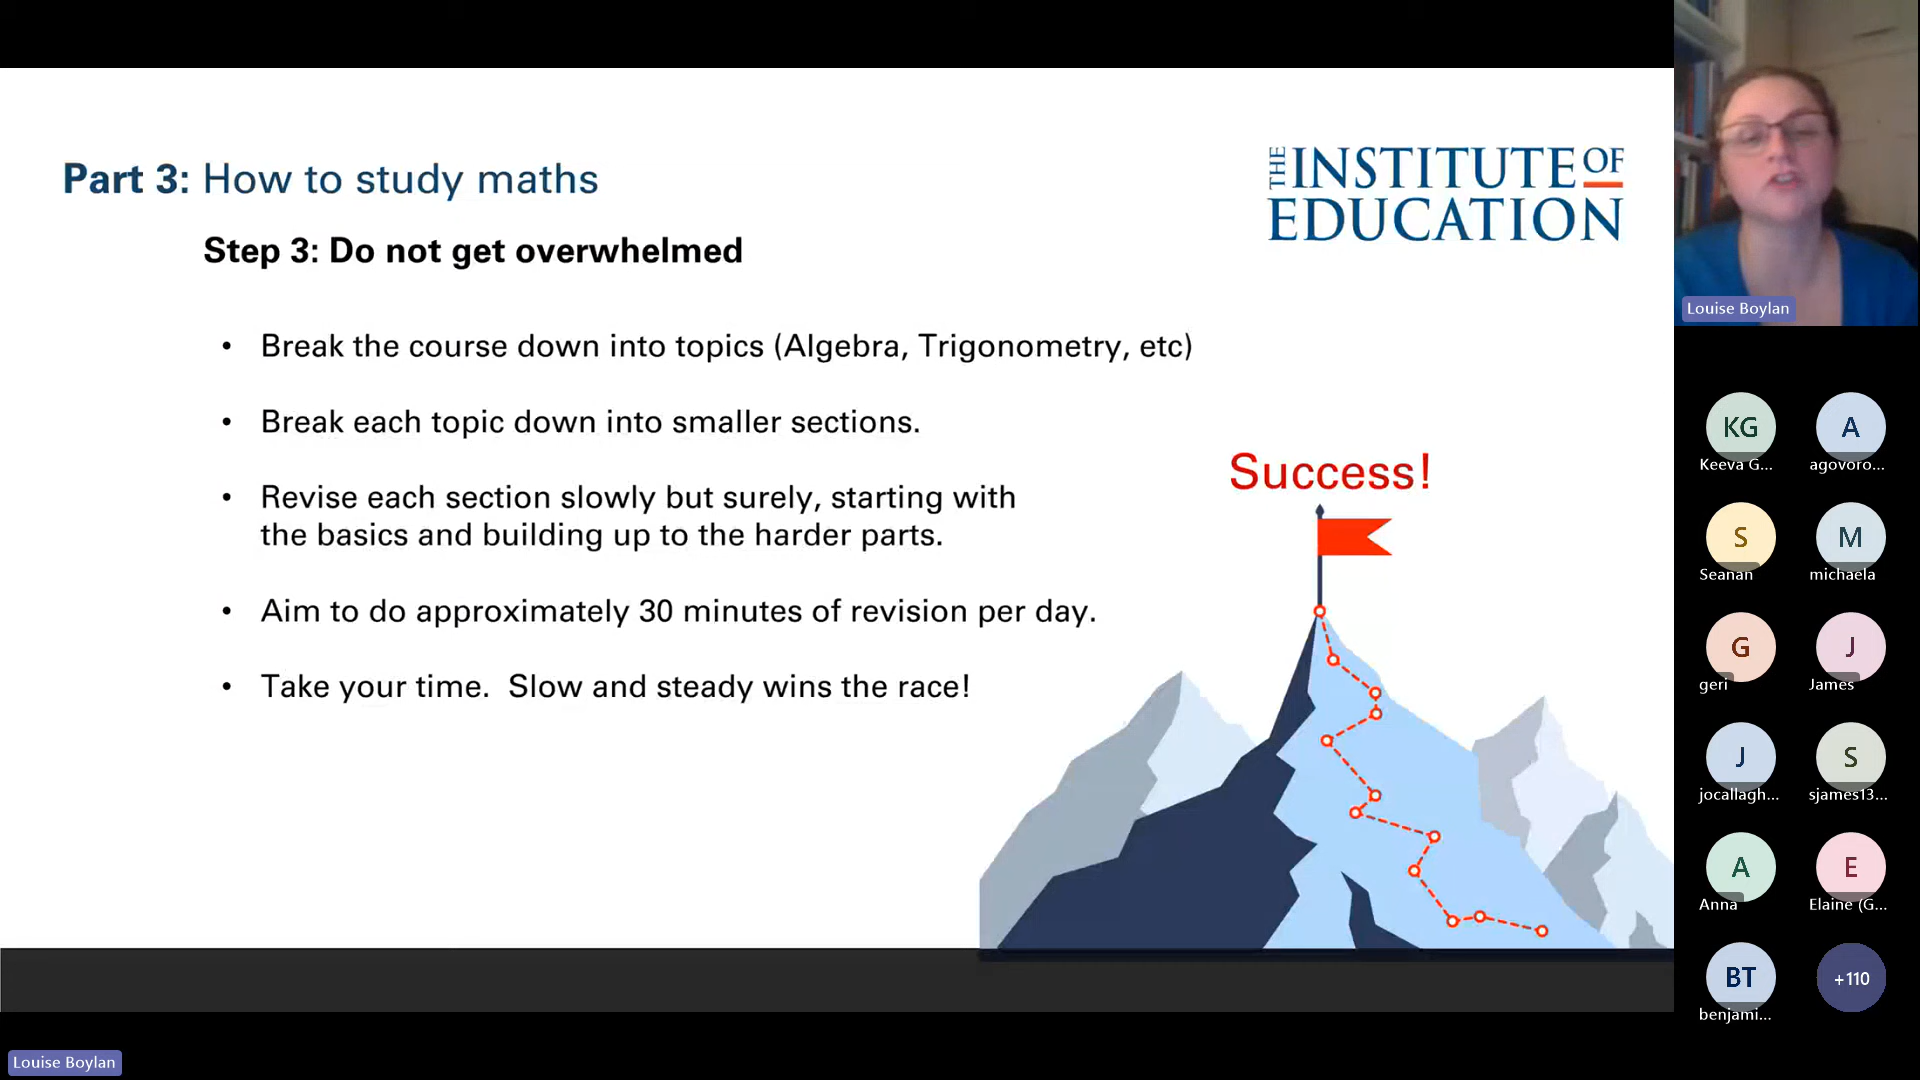 Part 3: How to study maths
THE INSTITUTE OF
EDUCATION
Step 3: Do not get overwhelmed
• Break the course down into topics (Algebra, Trigonometry, etc)
• Break each topic down into smaller sections.
• Revise each section slowly but surely, starting with
the basics and building up to the harder parts.
• Aim to do approximately 30 minutes of revision per day.
• Take your time. Slow and steady wins the race!
Success!
Louise Boylan
KG
Keeva G...
A
agovoro...
S
Seanan
M
michaela
G
geri
J
James
J
jocallagh...
S
sjames13...
A
Anna
E
Elaine (G...
BT
benjami...
+110
Louise Boylan